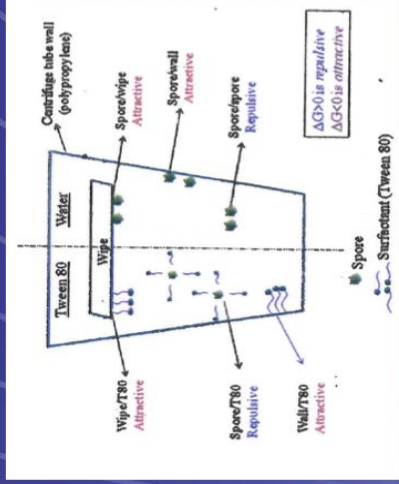 Centrifuge tube wall
(polypropylene)
Tween 80
Water
Wipe
Spore/wipe
Attractive
Spore/wall
Attractive
Spore/spore
Repulsive
Wipe/T80
Attractive
Spore/T80
Repulsive
Wall/T80
Attractive
ΔG>0 is repulsive
ΔG<0 is attractive
Spore
Surfactant (Tween 80)